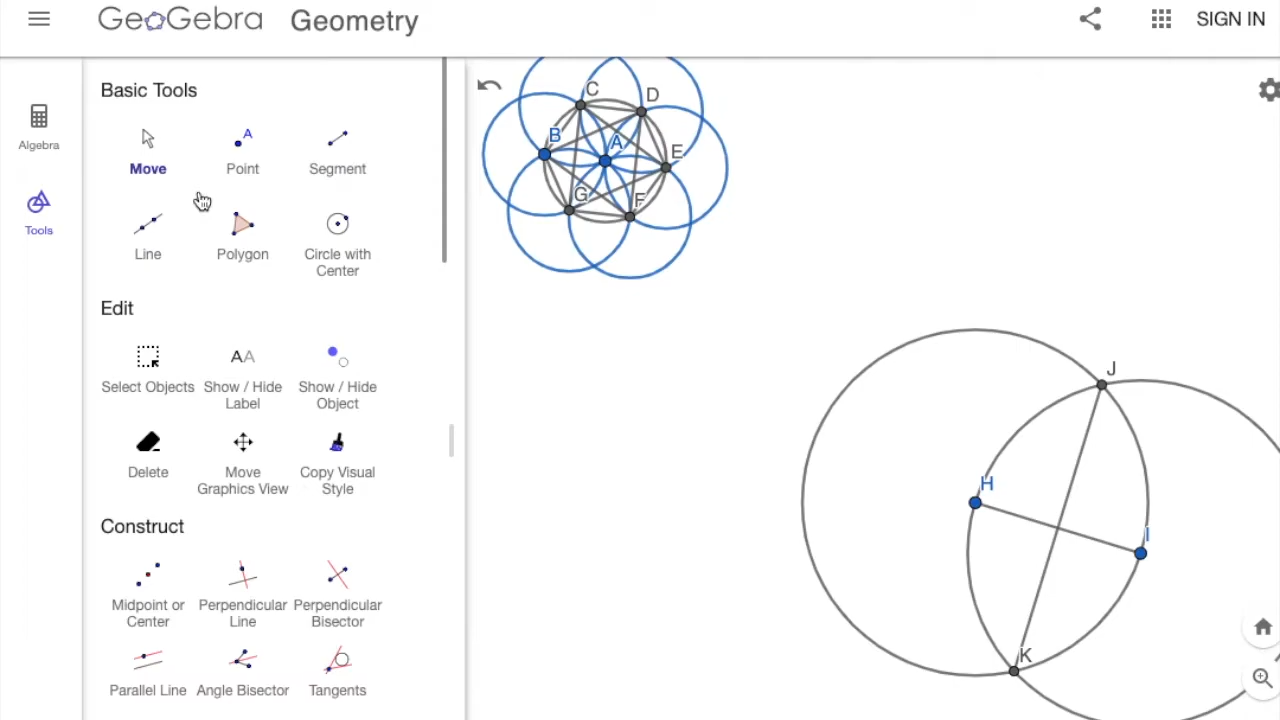 GeoGebra Geometry
SIGN IN
Algebra
Tools
Basic Tools
Move
A
Point
Segment
Line
Polygon
Circle with
Center
Edit
Select Objects
AA
Show / Hide
Label
Show / Hide
Object
Delete
Move
Graphics View
Copy Visual
Style
Construct
Midpoint or
Center
Perpendicular
Line
Perpendicular
Bisector
Parallel Line
Angle Bisector
Tangents
C
D
B
A
E
G
F
J
H
I
K